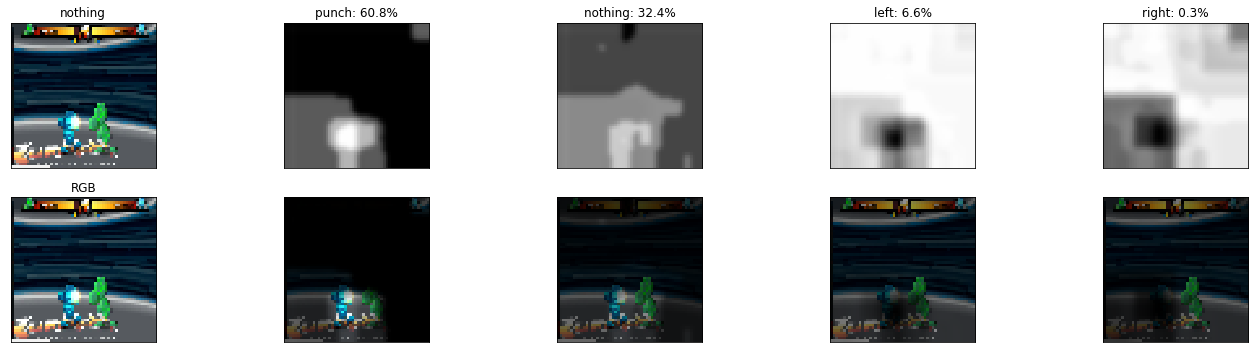 nothing
punch: 60.8%
nothing: 32.4%
left: 6.6%
right: 0.3%
RGB